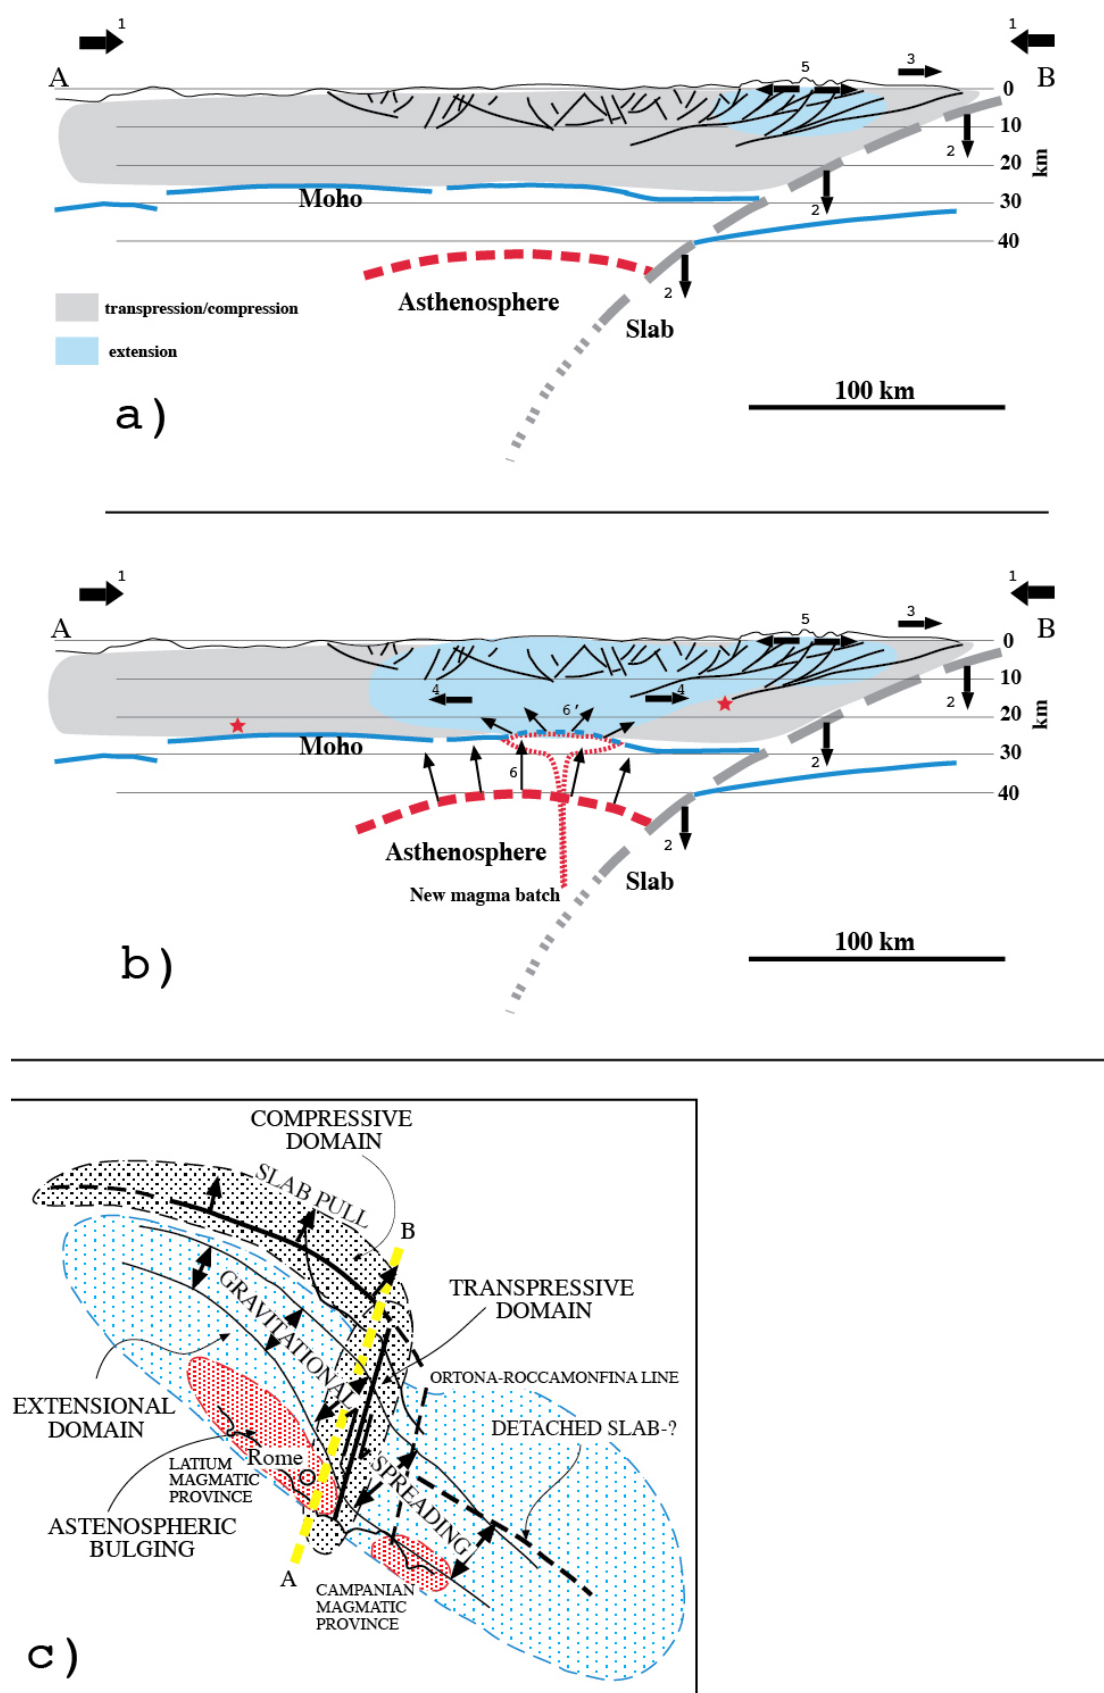 1
1
A
5
3
0
B
10
2
20
km
Moho
2
30
40
2
Asthenosphere
transpression/compression
Slab
extension
100 km
a)
1
1
A
5
3
0
B
10
4
4
2
6'
20
km
Moho
2
30
6
40
2
Asthenosphere
Slab
New magma batch
100 km
b)
COMPRESSIVE
DOMAIN
SLAB PULL
B
TRANSPRESSIVE
DOMAIN
GRAVITATIONAL
ORTONA-ROCCAMONFINA LINE
EXTENSIONAL
DOMAIN
DETACHED SLAB-?
Rome
LATIUM
MAGMATIC
PROVINCE
SPREADING
ASTENOSPHERIC
BULGING
A
CAMPANIAN
MAGMATIC
PROVINCE
c)